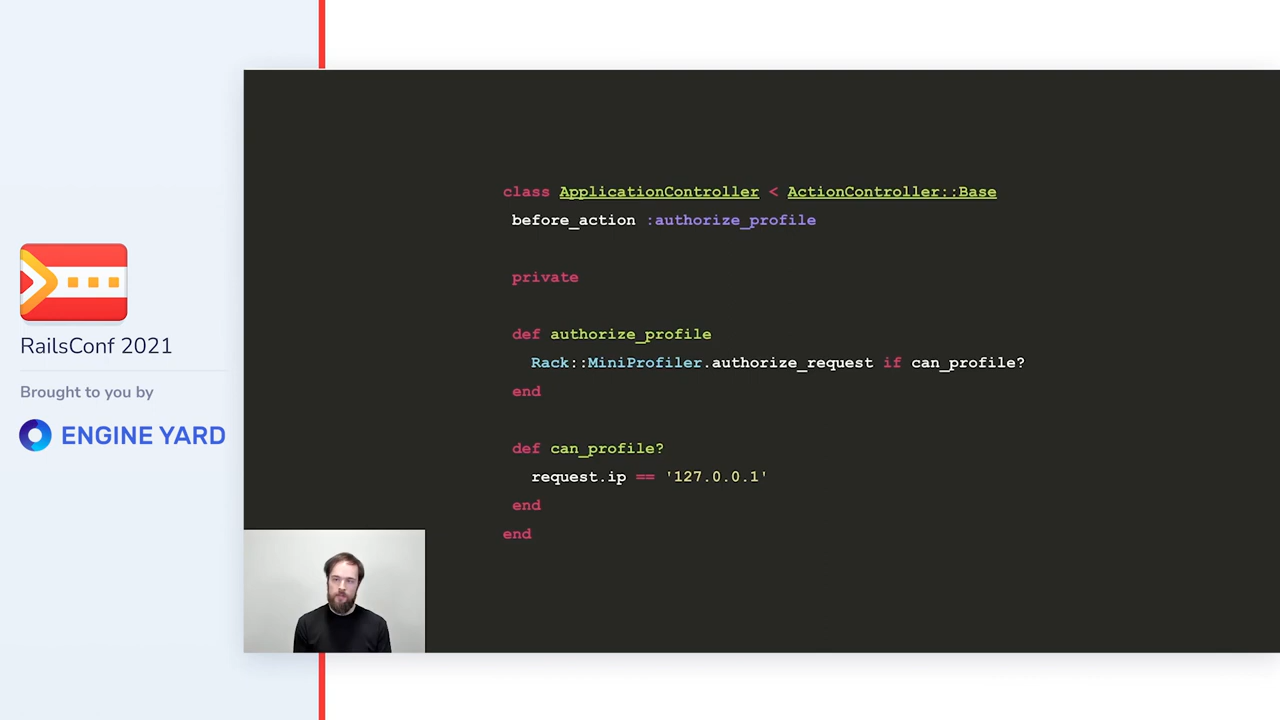 RailsConf 2021
Brought to you by
ENGINE YARD
class ApplicationController < ActionController::Base
before_action :authorize_profile
private
def authorize_profile
Rack::MiniProfiler.authorize_request if can_profile?
end
def can_profile?
request.ip == '127.0.0.1'
end
end